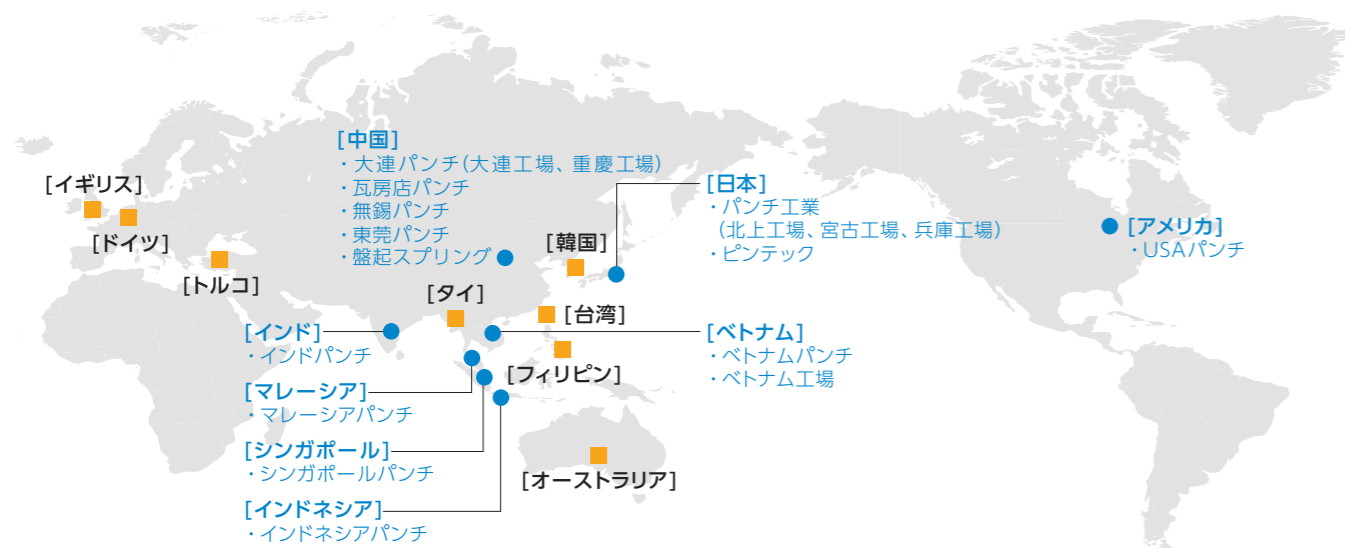 [中国]
・大連パンチ(大連工場、重慶工場)
・瓦房店パンチ
・無錫パンチ
・東莞パンチ
・盤起スプリング
[イギリス]
[ドイツ]
[トルコ]
[韓国]
[日本]
・パンチ工業
(北上工場、宮古工場、兵庫工場)
・ピンテック
[アメリカ]
・USAパンチ
[タイ]
[台湾]
[フィリピン]
[インド]
・インドパンチ
[マレーシア]
・マレーシアパンチ
[シンガポール]
・シンガポールパンチ
[インドネシア]
・インドネシアパンチ
[ベトナム]
・ベトナムパンチ
・ベトナム工場
[オーストラリア]